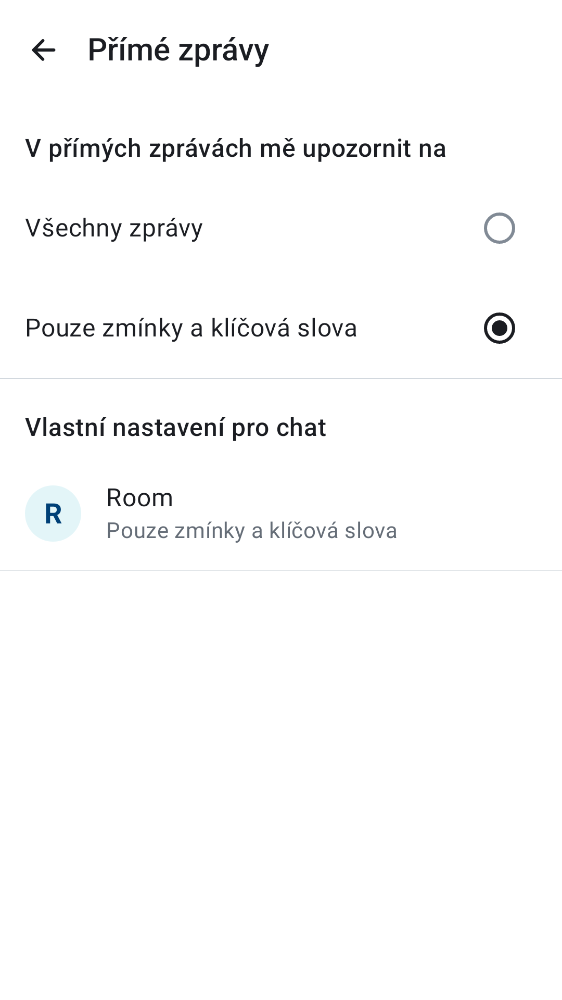 Přímé zprávy
V přímých zprávách mě upozornit na
Všechny zprávy
Pouze zmínky a klíčová slova
Vlastní nastavení pro chat
R
Room
Pouze zmínky a klíčová slova